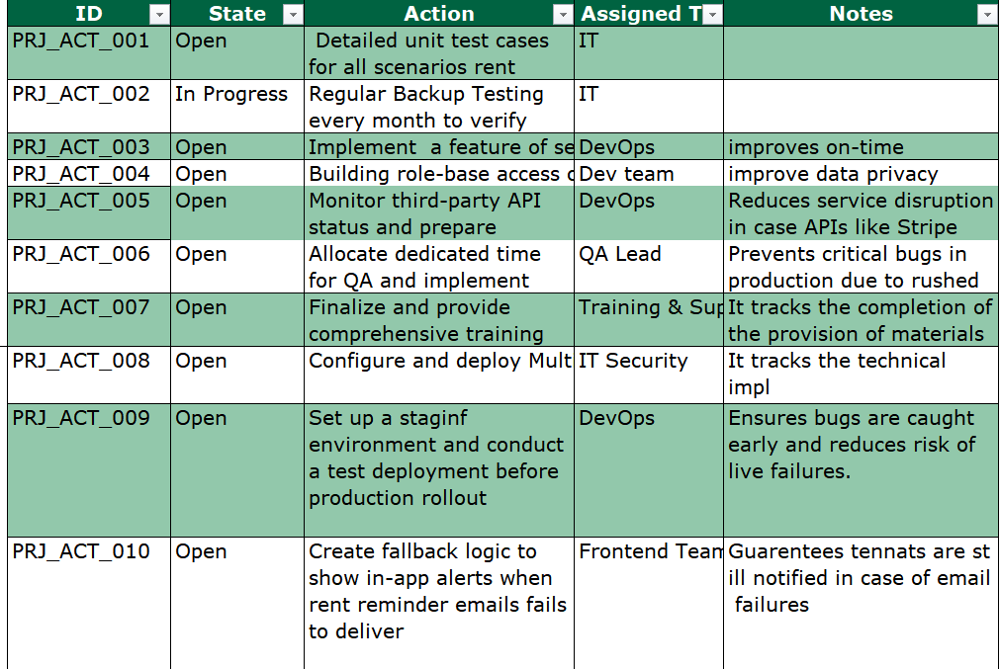 ID State Action Assigned T Notes
PRJ_ACT_001 Open Detailed unit test cases IT
for all scenarios rent
PRJ_ACT_002 In Progress Regular Backup Testing IT
every month to verify
PRJ_ACT_003 Open Implement a feature of se DevOps improves on-time
PRJ_ACT_004 Open Building role-base access c Dev team improve data privacy
PRJ_ACT_005 Open Monitor third-party API DevOps Reduces service disruption
status and prepare in case APIs like Stripe
PRJ_ACT_006 Open Allocate dedicated time QA Lead Prevents critical bugs in
for QA and implement production due to rushed
PRJ_ACT_007 Open Finalize and provide Training & Sup It tracks the completion of
comprehensive training the provision of materials
PRJ_ACT_008 Open Configure and deploy Mult IT Security It tracks the technical
impl
PRJ_ACT_009 Open Set up a staginf DevOps Ensures bugs are caught
environment and conduct early and reduces risk of
a test deployment before live failures.
production rollout
PRJ_ACT_010 Open Create fallback logic to Frontend Team Guarentees tennats are st
show in-app alerts when ill notified in case of email
rent reminder emails fails failures
to deliver